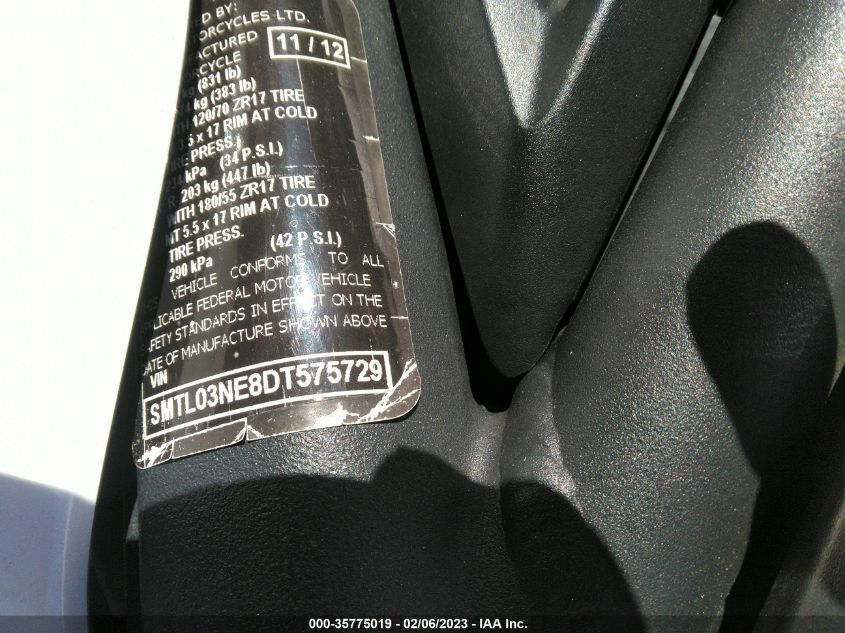 BY:
MOTORCYCLES LTD.
11 / 12
kg (831 lb)
kg (383 lb)
120/70 ZR17 TIRE
x 17 RIM AT COLD
PRESS.
kPa (34 P.S.I.)
203 kg (447 lb)
WITH 180/55 ZR17 TIRE
MT 5.5 x 17 RIM AT COLD
TIRE PRESS.
290 kPa (42 P.S.I.)
VEHICLE CONFORMS TO ALL
APPLICABLE FEDERAL MOTOR VEHICLE
SAFETY STANDARDS IN EFFECT ON THE
DATE OF MANUFACTURE SHOWN ABOVE
VIN
SMTL03NE8DT575729
000-35775019 - 02/06/2023 - IAA Inc.